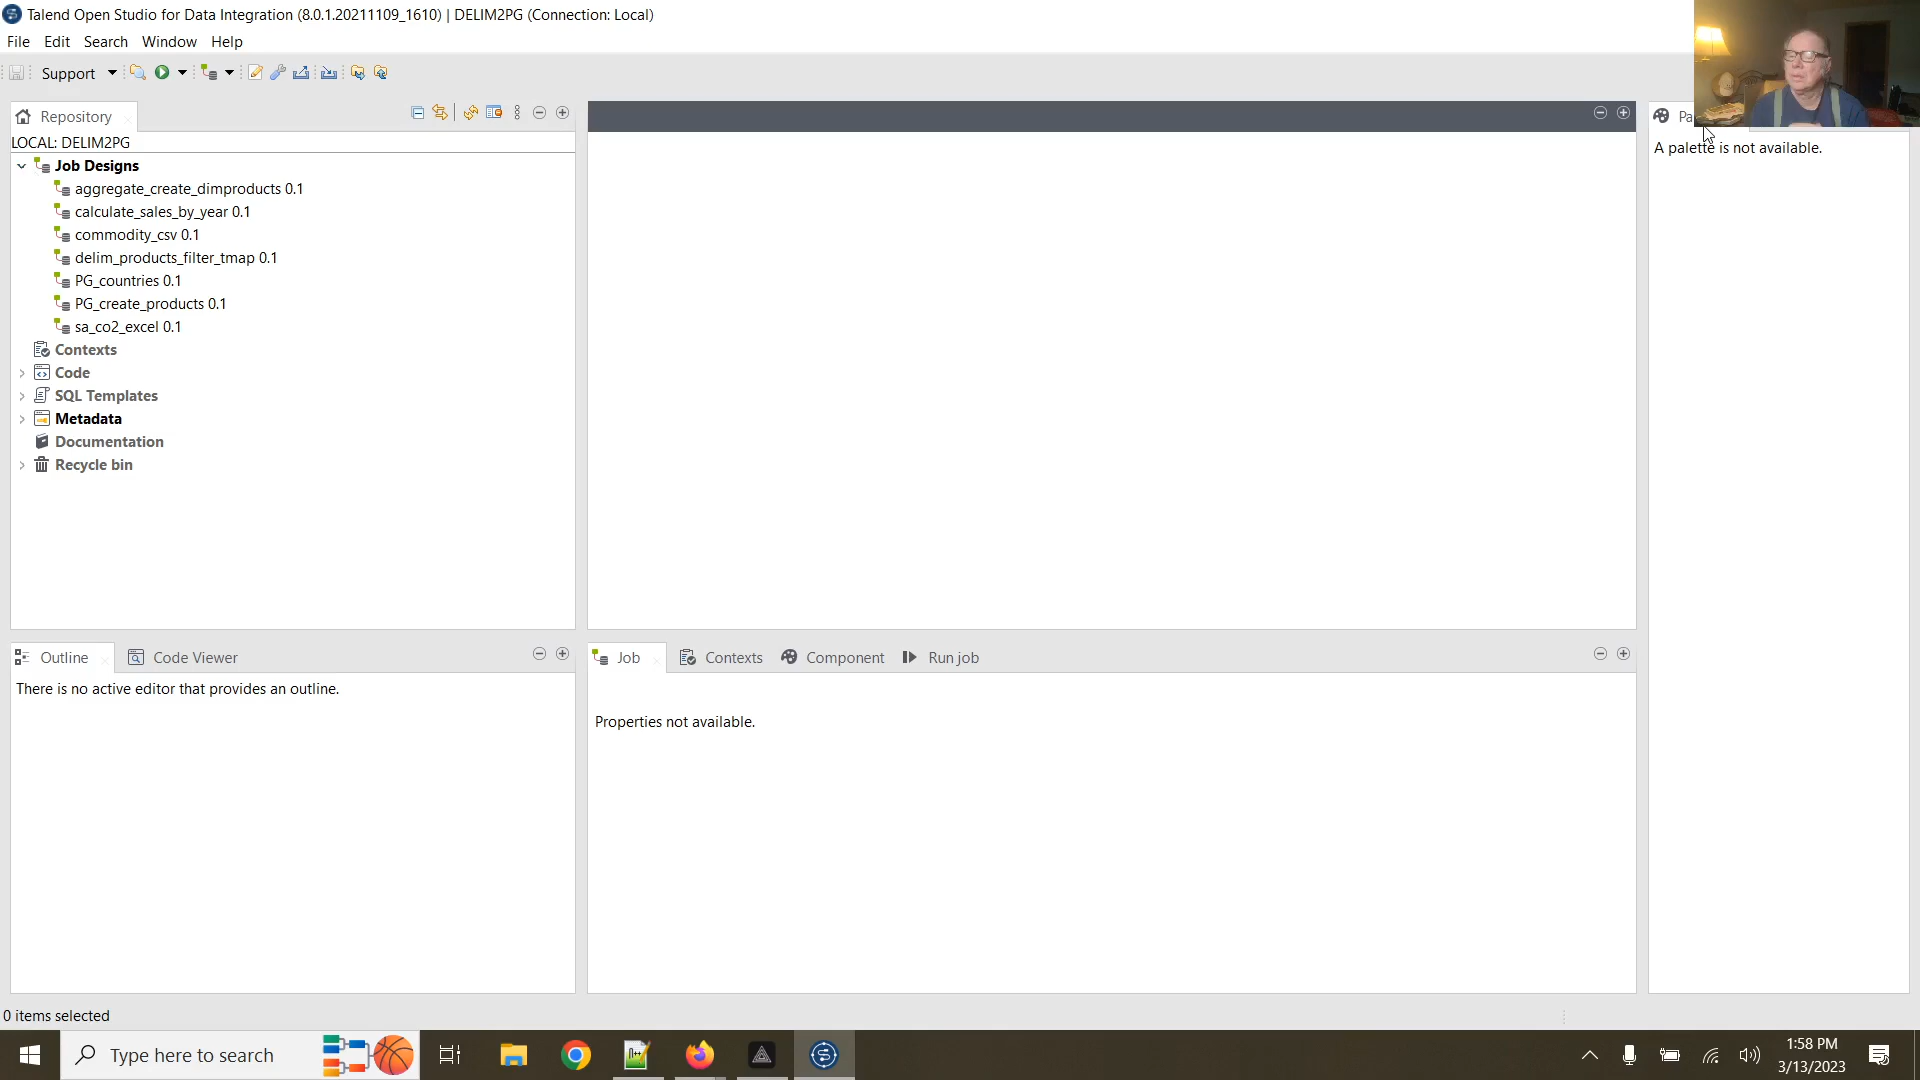 Talend Open Studio for Data Integration (8.0.1.20211109_1610) | DELIM2PG (Connection: Local)
File Edit Search Window Help
Support
Repository
LOCAL: DELIM2PG
Job Designs
aggregate_create_dimproducts 0.1
calculate_sales_by_year 0.1
commodity_csv 0.1
delim_products_filter_tmap 0.1
PG_countries 0.1
PG_create_products 0.1
sa_co2_excel 0.1
Contexts
Code
SQL Templates
Metadata
Documentation
Recycle bin
Pa
A palette is not available.
Outline Code Viewer
There is no active editor that provides an outline.
Job Contexts Component Run job
Properties not available.
0 items selected
Type here to search
1:58 PM
3/13/2023